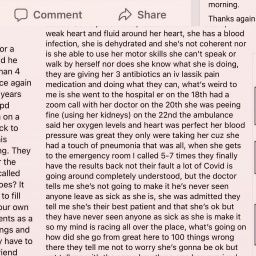 Comment
Share
morning.
Thanks again
weak heart and fluid around her heart, she has a blood
infection, she is dehydrated and she's not coherent nor
is she able to use her motor skills she can't speak or
walk by herself nor does she know what she is doing,
they are giving her 3 antibiotics an iv lassik pain
medication and doing what they can, what's weird to
me is she went to the hospital er on the 18th had a
zoom call with her doctor on the 20th she was peeing
fine (using her kidneys) on the 22nd the ambulance
said her oxygen levels and heart was perfect her blood
pressure was great they only were taking her cuz she
had a touch of pneumonia that was all, when she gets
to the emergency room I called 5-7 times they finally
have the results back not their fault a lot of Covid is
going around completely understood, but the doctor
tells me she's not going to make it he's never seen
anyone leave as sick as she is, she was admitted they
tell me she's their best patient and that she's ok but
they have never seen anyone as sick as she is make it
so my mind is racing all over the place, what's going on
how did she go from great here to 100 things wrong
there they tell me not to worry she's gonna be ok but
or a
d he
an 4
ce again
years
pd
on a
ck to
his
ng. They
r the
called
oes? It
to fill
our own
ents as a
ngs and
y have to
riend